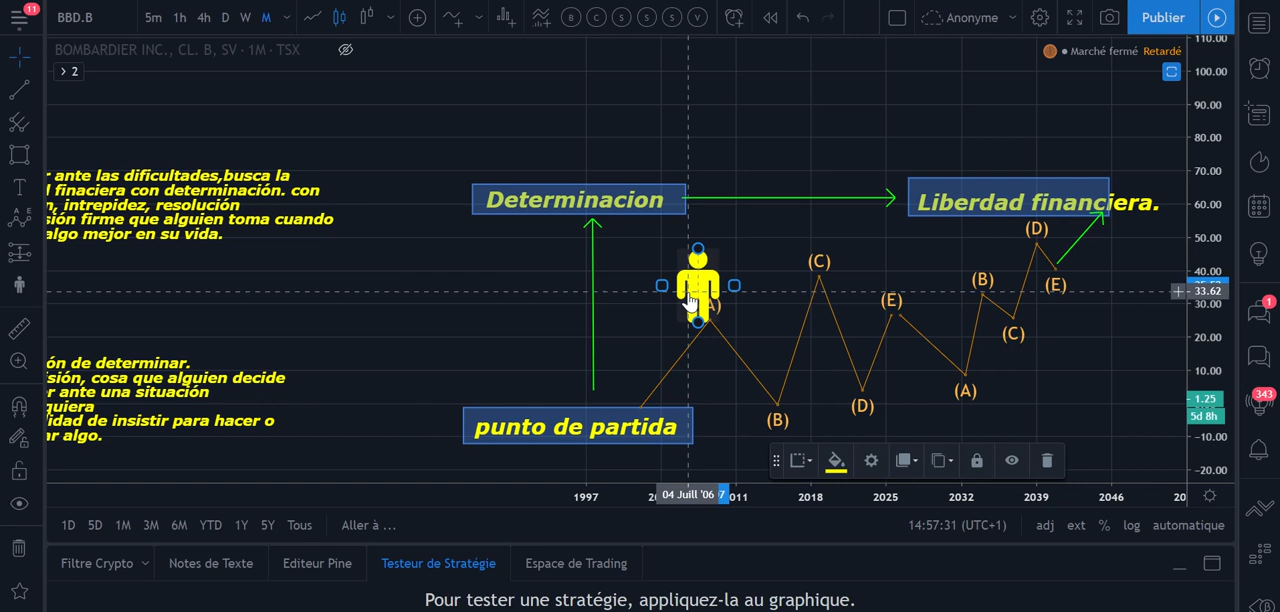 11
BBD.B
5m 1h 4h D W M
B C S S S V
Anonyme
Publier
BOMBARDIER INC., CL. B, SV · 1M · TSX
Marché fermé Retardé
2
110.00
100.00
90.00
80.00
70.00
60.00
50.00
40.00
33.62
30.00
20.00
10.00
1.25
5d 8h
−10.00
−20.00
r ante las dificultades,busca la
l finaciera con determinación. con
n, intrepidez, resolución
sión firme que alguien toma cuando
algo mejor en su vida.
Determinacion
Liberdad financiera.
(D)
(C)
(B)
(E)
(E)
(C)
(A)
(D)
(B)
ón de determinar.
sión, cosa que alguien decide
r ante una situación
quiera
lidad de insistir para hacer o
ar algo.
punto de partida
1997 04 Juill '06 2018 2025 2032 2039 2046
1D 5D 1M 3M 6M YTD 1Y 5Y Tous Aller à ...
14:57:31 (UTC+1) adj ext % log automatique
Filtre Crypto Notes de Texte Editeur Pine Testeur de Stratégie Espace de Trading
Pour tester une stratégie, appliquez-la au graphique.
1
343